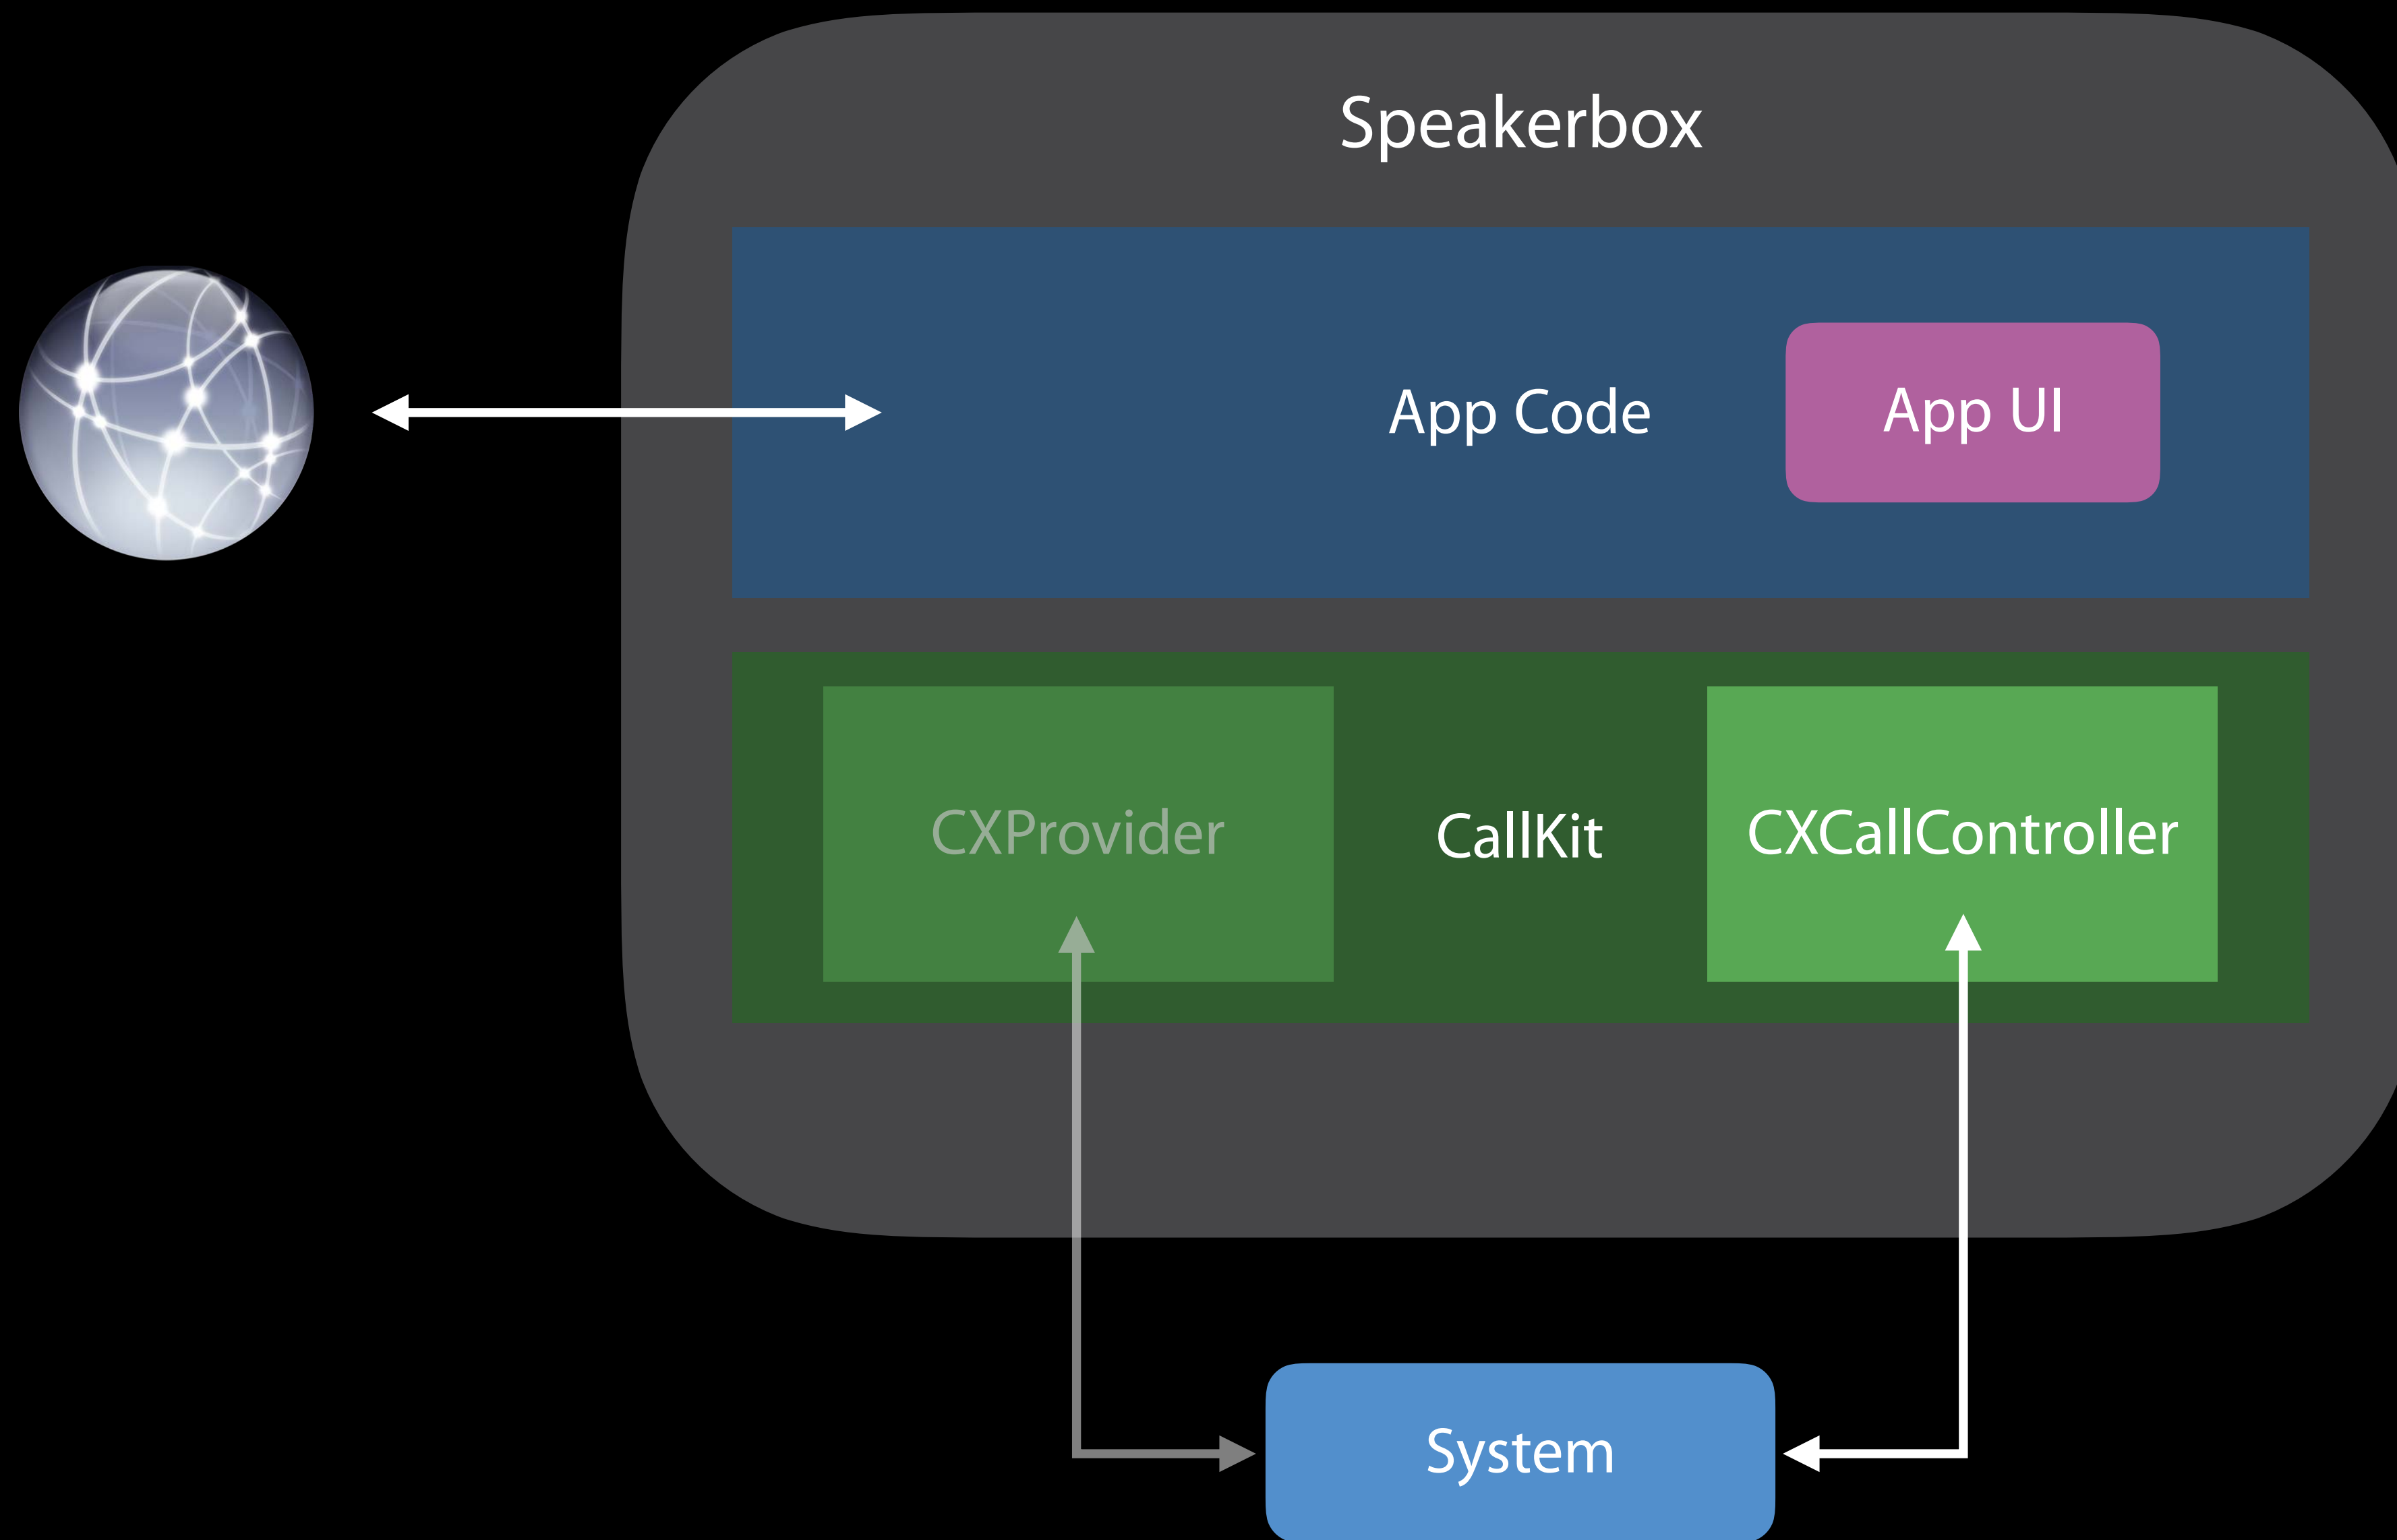 Speakerbox
App Code
App UI
CXProvider
CallKit
CXCallController
System